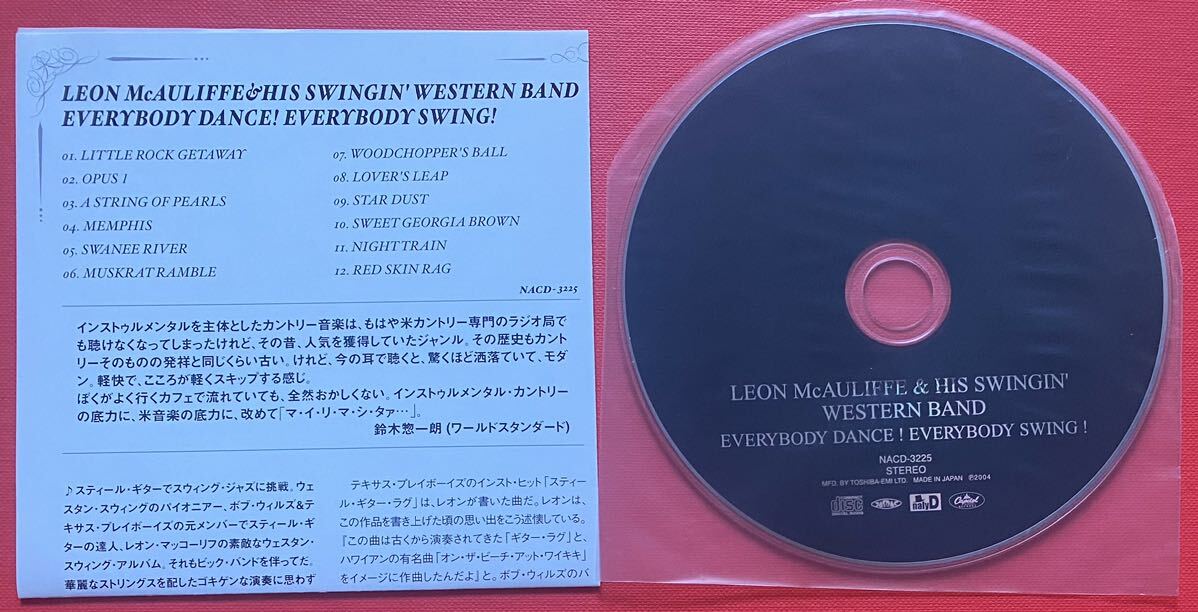 LEON McAULIFFE&HIS SWINGIN' WESTERN BAND
EVERYBODY DANCE! EVERYBODY SWING!
01. LITTLE ROCK GETAWAY
02. OPUS 1
03. A STRING OF PEARLS
04. MEMPHIS
05. SWANEE RIVER
06. MUSKRAT RAMBLE
07. WOODCHOPPER'S BALL
08. LOVER'S LEAP
09. STAR DUST
10. SWEET GEORGIA BROWN
11. NIGHT TRAIN
12. RED SKIN RAG
NACD-3225
インストゥルメンタルを主体としたカントリー音楽は、もはや米カントリー専門のラジオ局で
も聴けなくなってしまったけれど、その昔、人気を獲得していたジャンル。その歴史もカント
リーそのものの発祥と同じくらい古い。けれど、今の耳で聴くと、驚くほど洒落ていて、モダ
ン。軽快で、こころが軽くスキップする感じ。
ぼくがよく行くカフェで流れていても、全然おかしくない。インストゥルメンタル・カントリー
の底力に、米音楽の底力に、改めて「マ・イ・リ・マ・シ・タァ…」。
鈴木惣一朗 (ワールドスタンダード)
♪スティール・ギターでスウィング・ジャズに挑戦。ウェ
スタン・スウィングのパイオニアー、ボブ・ウィルズ&テ
キサス・プレイボーイズの元メンバーでスティール・ギ
ターの達人、レオン・マッコーリフの素敵なウェスタン・
スウィング・アルバム。それもビッグ・バンドを伴ってだ。
華麗なストリングスを配したゴキゲンな演奏に思わず
テキサス・プレイボーイズのインスト・ヒット「スティー
ル・ギター・ラグ」は、レオンが書いた曲だ。レオンは、
この作品を書き上げた頃の思い出をこう述懐している。
『この曲は古くから演奏されてきた「ギター・ラグ」と、
ハワイアンの有名曲「オン・ザ・ビーチ・アット・ワイキキ」
をイメージに作曲したんだよ』と。ボブ・ウィルズのバ
LEON McAULIFFE & HIS SWINGIN'
WESTERN BAND
EVERYBODY DANCE ! EVERYBODY SWING !
NACD-3225
STEREO
MFD. BY TOSHIBA-EMI LTD. MADE IN JAPAN ℗2004
COMPACT
disc
DIGITAL AUDIO
Capitol